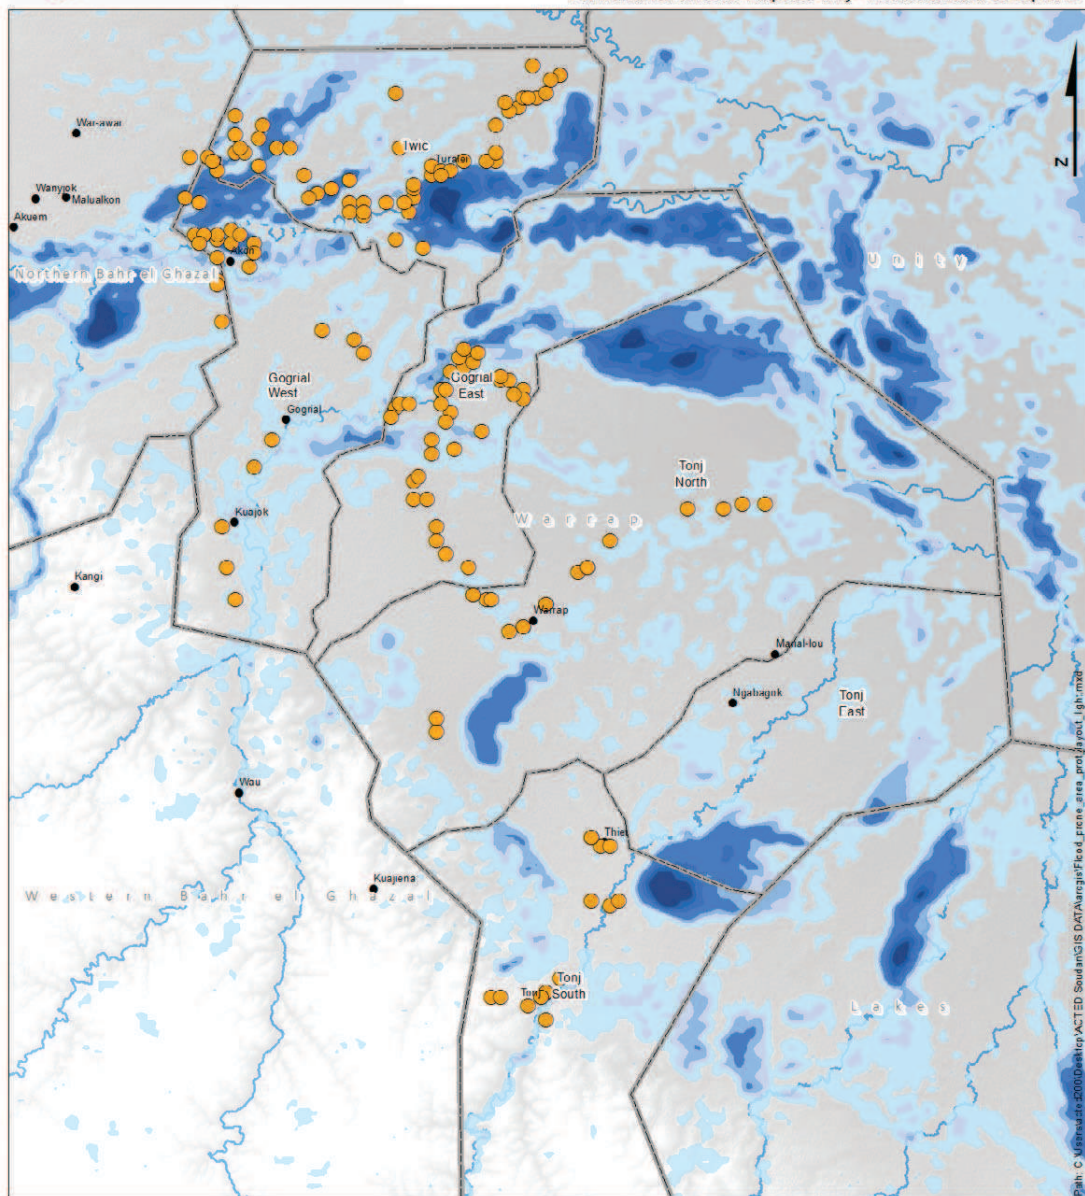 War-awar
Twic
Turalei
Wanyjok
Malualkon
Akuem
Akon
Northern Bahr el Ghazal
Unity
Gogrial
West
Gogrial
East
Gogrial
Tonj
North
Warrap
Kuajok
Kangi
Warrap
Marial-lou
Ngabagok
Tonj
East
Wou
Thiet
Kuajiena
Western Bahr el Ghazal
Tonj
South
Tonj
Lakes
N